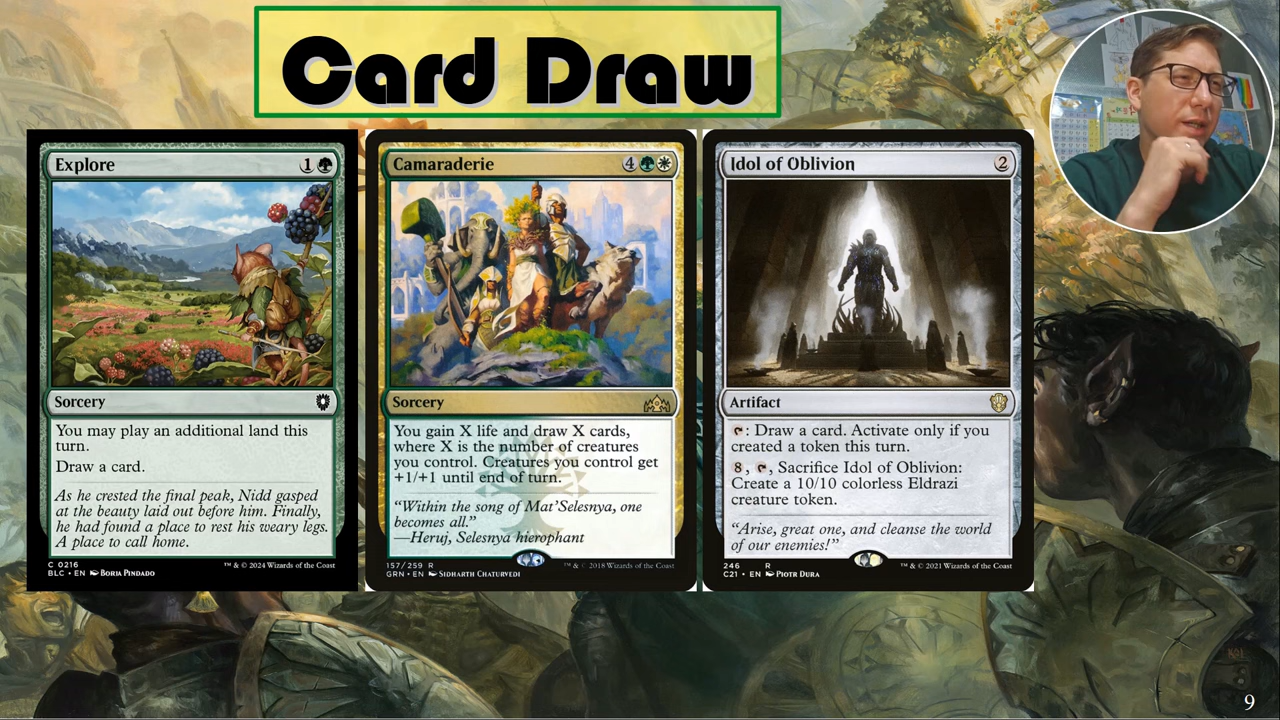 Card Draw
Explore 1
Sorcery
You may play an additional land this
turn.
Draw a card.
As he crested the final peak, Nidd gasped
at the beauty laid out before him. Finally,
he had found a place to rest his weary legs.
A place to call home.
C 0216
BLC • EN Borja Pindado
™ & © 2024 Wizards of the Coast
Camaraderie 4
Sorcery
You gain X life and draw X cards,
where X is the number of creatures
you control. Creatures you control get
+1/+1 until end of turn.
“Within the song of Mat’Selesnya, one
becomes all.”
—Heruj, Selesnya hierophant
157/259 R
GRN • EN Sidharth Chaturvedi
™ & © 2018 Wizards of the Coast
Idol of Oblivion 2
Artifact
: Draw a card. Activate only if you
created a token this turn.
8, , Sacrifice Idol of Oblivion:
Create a 10/10 colorless Eldrazi
creature token.
“Arise, great one, and cleanse the world
of our enemies!”
246 R
C21 • EN Piotr Dura
™ & © 2021 Wizards of the Coast
9